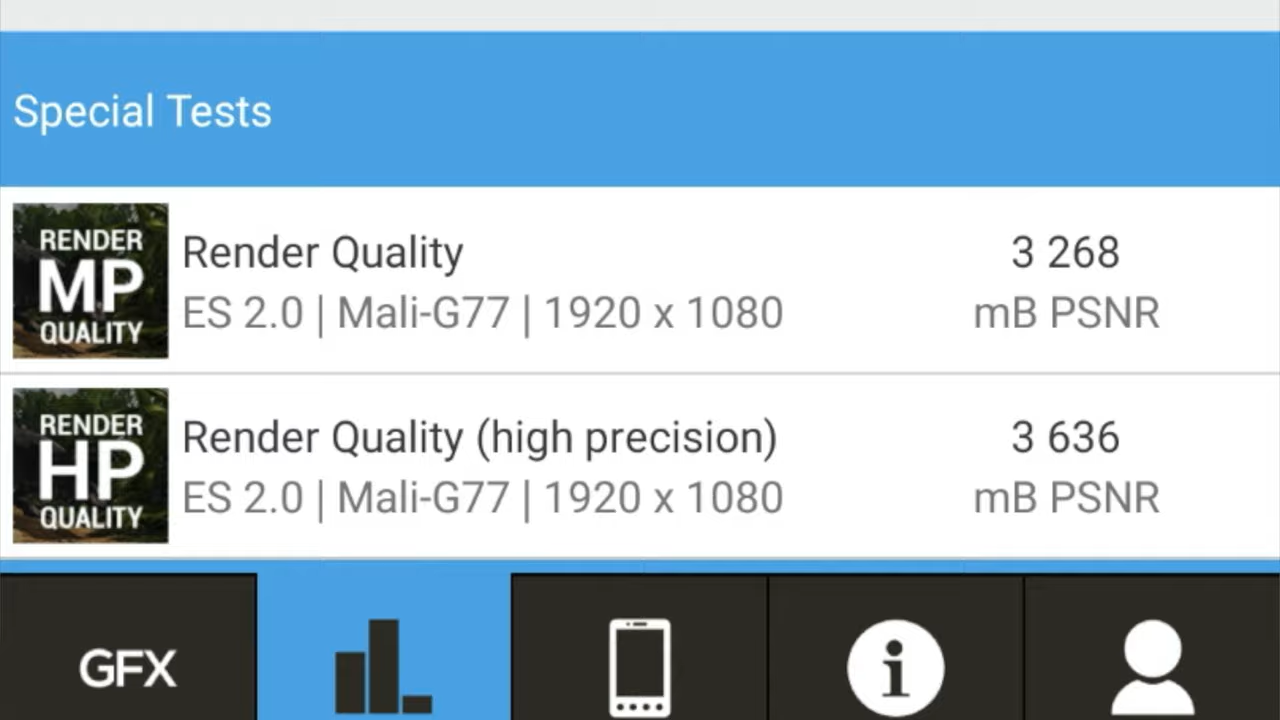 Special Tests
RENDER
MP
QUALITY
Render Quality
3 268
ES 2.0 | Mali-G77 | 1920 x 1080
mB PSNR
RENDER
HP
QUALITY
Render Quality (high precision)
3 636
ES 2.0 | Mali-G77 | 1920 x 1080
mB PSNR
GFX